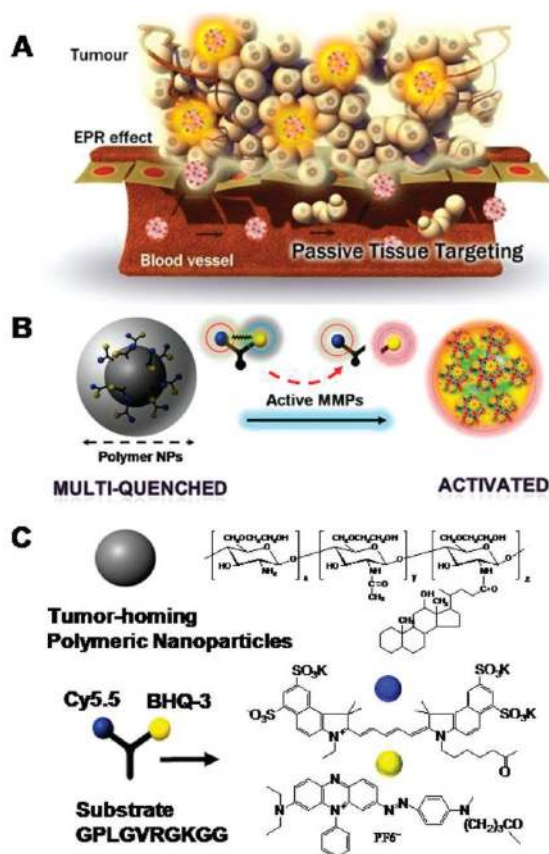 A
Tumour
EPR effect
Passive Tissue Targeting
Blood vessel
B
Active MMPs
Polymer NPs
MULTI-QUENCHED
ACTIVATED
C
Tumor-homing
Polymeric Nanoparticles
Cy5.5
BHQ-3
Substrate
GPLGVRGKGG
SO₃K
SO₃K
SO₃K
PF6⁻